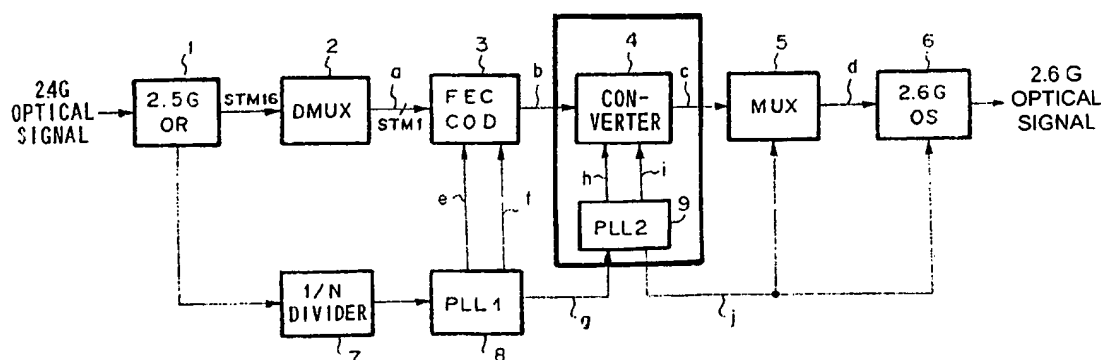 1
2
3
4
5
6
24G
OPTICAL
SIGNAL
2.5G
OR
STM16
DMUX
a
STM1
FEC
COD
b
CON-
VERTER
c
MUX
d
2.6G
OS
2.6 G
OPTICAL
SIGNAL
e
f
h
i
PLL2
9
1/N
DIVIDER
7
PLL1
8
g
j